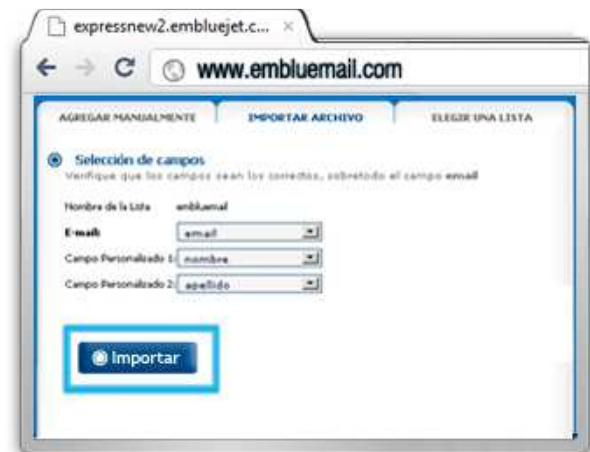 expressnew2.embluejet.c...
www.embluemail.com
AGREGAR MANUALMENTE
IMPORTAR ARCHIVO
ELEGIR UNA LISTA
Selección de campos
Verifique que los campos sean los correctos, sobretodo el campo email
Nombre de la Lista embluemail
E-mail: email
Campo Personalizado 1: nombre
Campo Personalizado 2: apellido
Importar